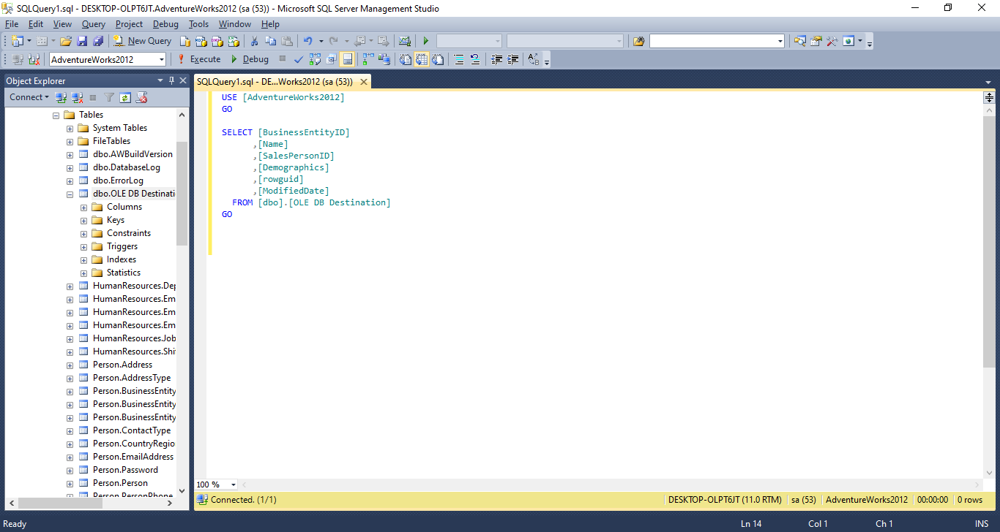 SQLQuery1.sql - DESKTOP-OLPT6JT.AdventureWorks2012 (sa (53)) - Microsoft SQL Server Management Studio
File Edit View Query Project Debug Tools Window Help
New Query
AdventureWorks2012 Execute Debug
Object Explorer
Connect
Tables
System Tables
FileTables
dbo.AWBuildVersion
dbo.DatabaseLog
dbo.ErrorLog
dbo.OLE DB Destinati
Columns
Keys
Constraints
Triggers
Indexes
Statistics
HumanResources.Dep
HumanResources.Em
HumanResources.Em
HumanResources.Em
HumanResources.Job
HumanResources.Shi
Person.Address
Person.AddressType
Person.BusinessEntity
Person.BusinessEntity
Person.BusinessEntity
Person.ContactType
Person.CountryRegio
Person.EmailAddress
Person.Password
Person.Person
Person.PersonPhone
SQLQuery1.sql - DE...Works2012 (sa (53))
USE [AdventureWorks2012]
GO
SELECT [BusinessEntityID]
,[Name]
,[SalesPersonID]
,[Demographics]
,[rowguid]
,[ModifiedDate]
FROM [dbo].[OLE DB Destination]
GO
100 %
Connected. (1/1) DESKTOP-OLPT6JT (11.0 RTM) sa (53) AdventureWorks2012 00:00:00 0 rows
Ready Ln 14 Col 1 Ch 1 INS